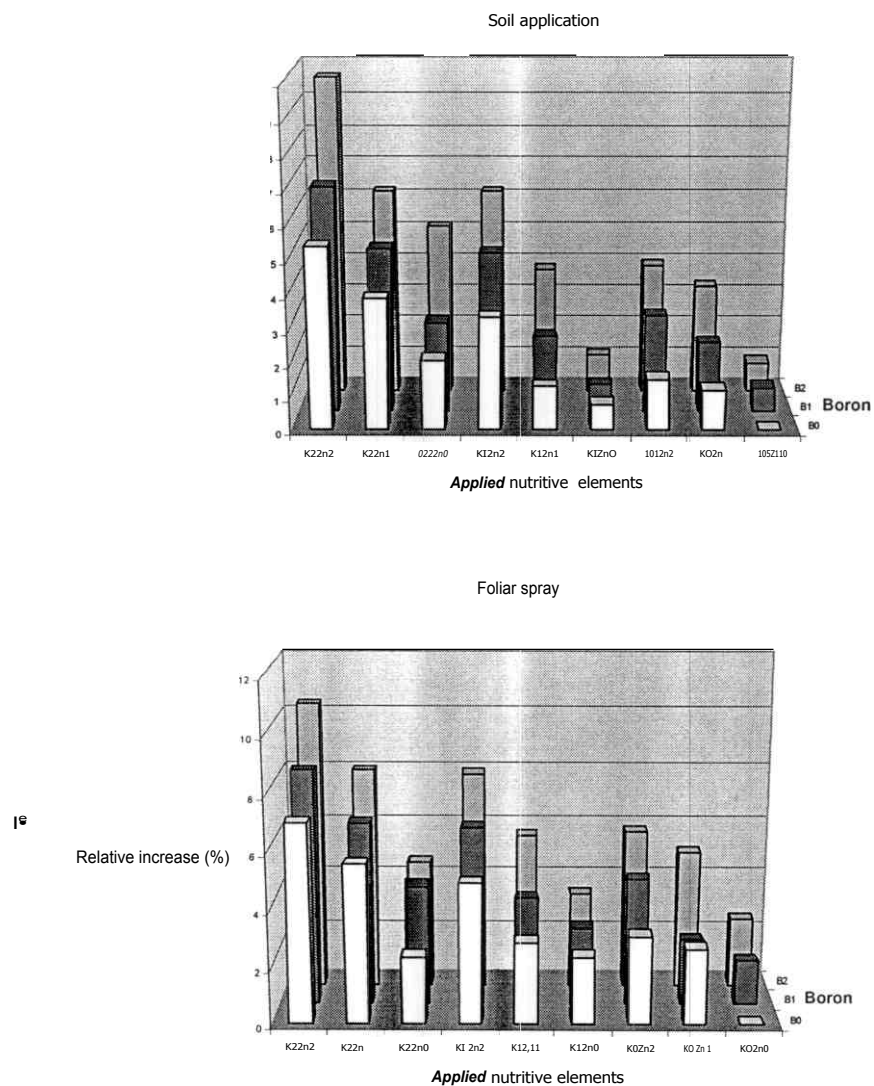 Soil application
7
6
5
4
3
2
1
0
B2
B1 Boron
B0
K22n2 K22n1 0222n0 KI2n2 K12n1 KIZnO 1012n2 KO2n 105Z110
Applied nutritive elements
Foliar spray
12
10
8
6
4
2
0
Relative increase (%)
B2
B1 Boron
B0
K22n2 K22n K22n0 KI 2n2 K12,11 K12n0 K0Zn2 KO Zn 1 KO2n0
Applied nutritive elements